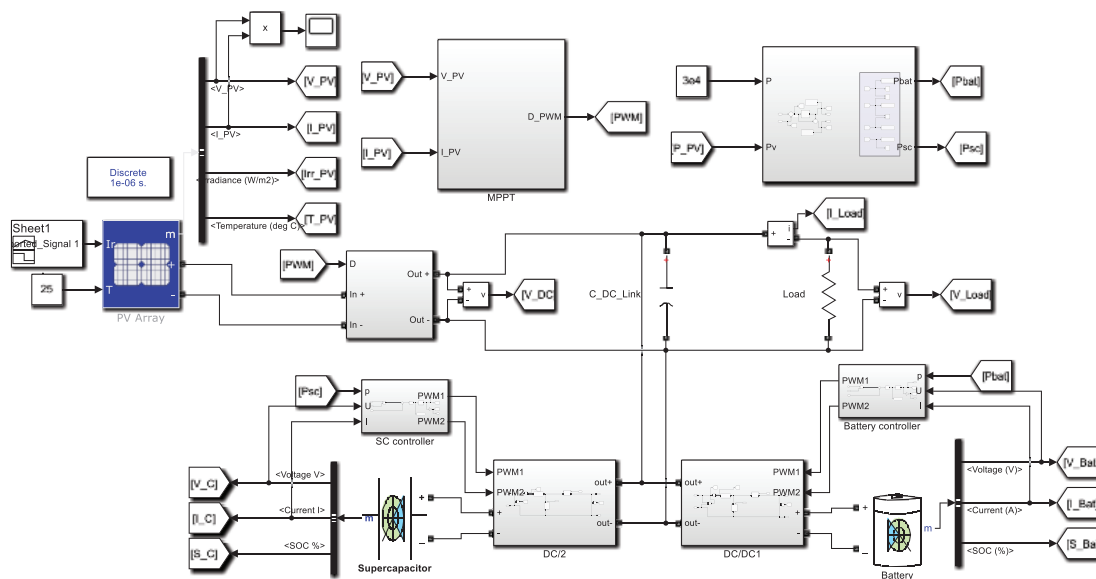 x
[V_PV]
<V_PV>
[I_PV]
<I_PV>
[Irr_PV]
rradiance (W/m2)>
[T_PV]
<Temperature (deg C)>
Discrete
1e-06 s.
Sheet1
orted_Signal 1
25
Ir
T
m
+
-
PV Array
[V_PV]
[I_PV]
V_PV
I_PV
D_PWM
MPPT
[PWM]
3e4
[P_PV]
P
Pv
Pbat
Psc
[Pbat]
[Psc]
[PWM]
D
In +
In -
Out +
Out -
+
-
v
[V_DC]
C_DC_Link
+
+
i
-
[I_Load]
Load
+
+
-
v
[V_Load]
[Psc]
p
U
I
PWM1
PWM2
SC controller
PWM1
PWM2
p
U
I
Battery controller
[Pbat]
[V_C]
[I_C]
[S_C]
<Voltage V>
<Current I>
<SOC %>
m
+
-
Supercapacitor
PWM1
PWM2
+
-
out+
out-
DC/2
out+
out-
PWM1
PWM2
+
-
DC/DC1
+
-
m
Battery
<Voltage (V)>
<Current (A)>
<SOC (%)>
[V_Bat
[I_Bat]
[S_Ba